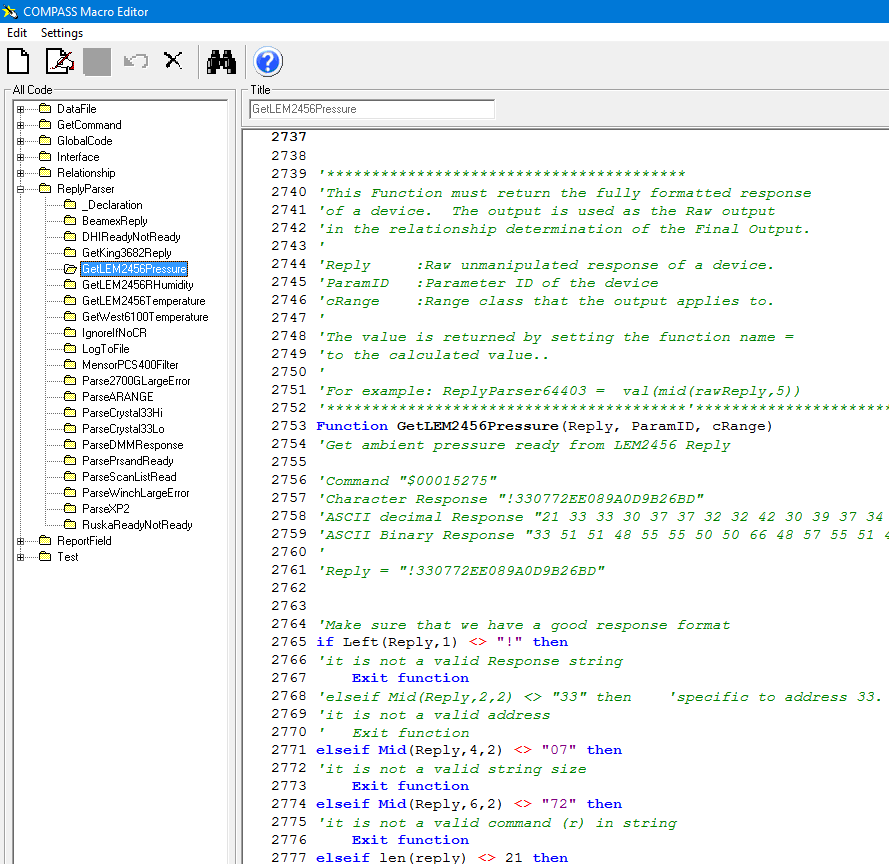 COMPASS Macro Editor
Edit Settings
All Code
DataFile
GetCommand
GlobalCode
Interface
Relationship
ReplyParser
_Declaration
BeamexReply
DHIReadyNotReady
GetKing3682Reply
GetLEM2456Pressure
GetLEM2456RHumidity
GetLEM2456Temperature
GetWest6100Temperature
IgnoreIfNoCR
LogToFile
MensorPCS400Filter
Parse2700GLargeError
ParseARANGE
ParseCrystal33Hi
ParseCrystal33Lo
ParseDMMResponse
ParsePrsandReady
ParseScanListRead
ParseWinchLargeError
ParseXP2
RuskaReadyNotReady
ReportField
Test
Title
GetLEM2456Pressure
2737
2738
2739 '****************************************
2740 'This Function must return the fully formatted response
2741 'of a device.  The output is used as the Raw output
2742 'in the relationship determination of the Final Output.
2743 '
2744 'Reply     :Raw unmanipulated response of a device.
2745 'ParamID   :Parameter ID of the device
2746 'cRange    :Range class that the output applies to.
2747 '
2748 'The value is returned by setting the function name =
2749 'to the calculated value..
2750 '
2751 'For example: ReplyParser64403 =  val(mid(rawReply,5))
2752 '****************************************'**********************
2753 Function GetLEM2456Pressure(Reply, ParamID, cRange)
2754 'Get ambient pressure ready from LEM2456 Reply
2755
2756 'Command "$00015275"
2757 'Character Response "!330772EE089A0D9B26BD"
2758 'ASCII decimal Response "21 33 33 30 37 37 32 32 42 30 39 37 34
2759 'ASCII Binary Response "33 51 51 48 55 55 50 50 66 48 57 55 51 4
2760 '
2761 'Reply = "!330772EE089A0D9B26BD"
2762
2763
2764 'Make sure that we have a good response format
2765 if Left(Reply,1) <> "!" then
2766 'it is not a valid Response string
2767     Exit function
2768 'elseif Mid(Reply,2,2) <> "33" then    'specific to address 33.
2769 'it is not a valid address
2770 '   Exit function
2771 elseif Mid(Reply,4,2) <> "07" then
2772 'it is not a valid string size
2773     Exit function
2774 elseif Mid(Reply,6,2) <> "72" then
2775 'it is not a valid command (r) in string
2776     Exit function
2777 elseif len(reply) <> 21 then